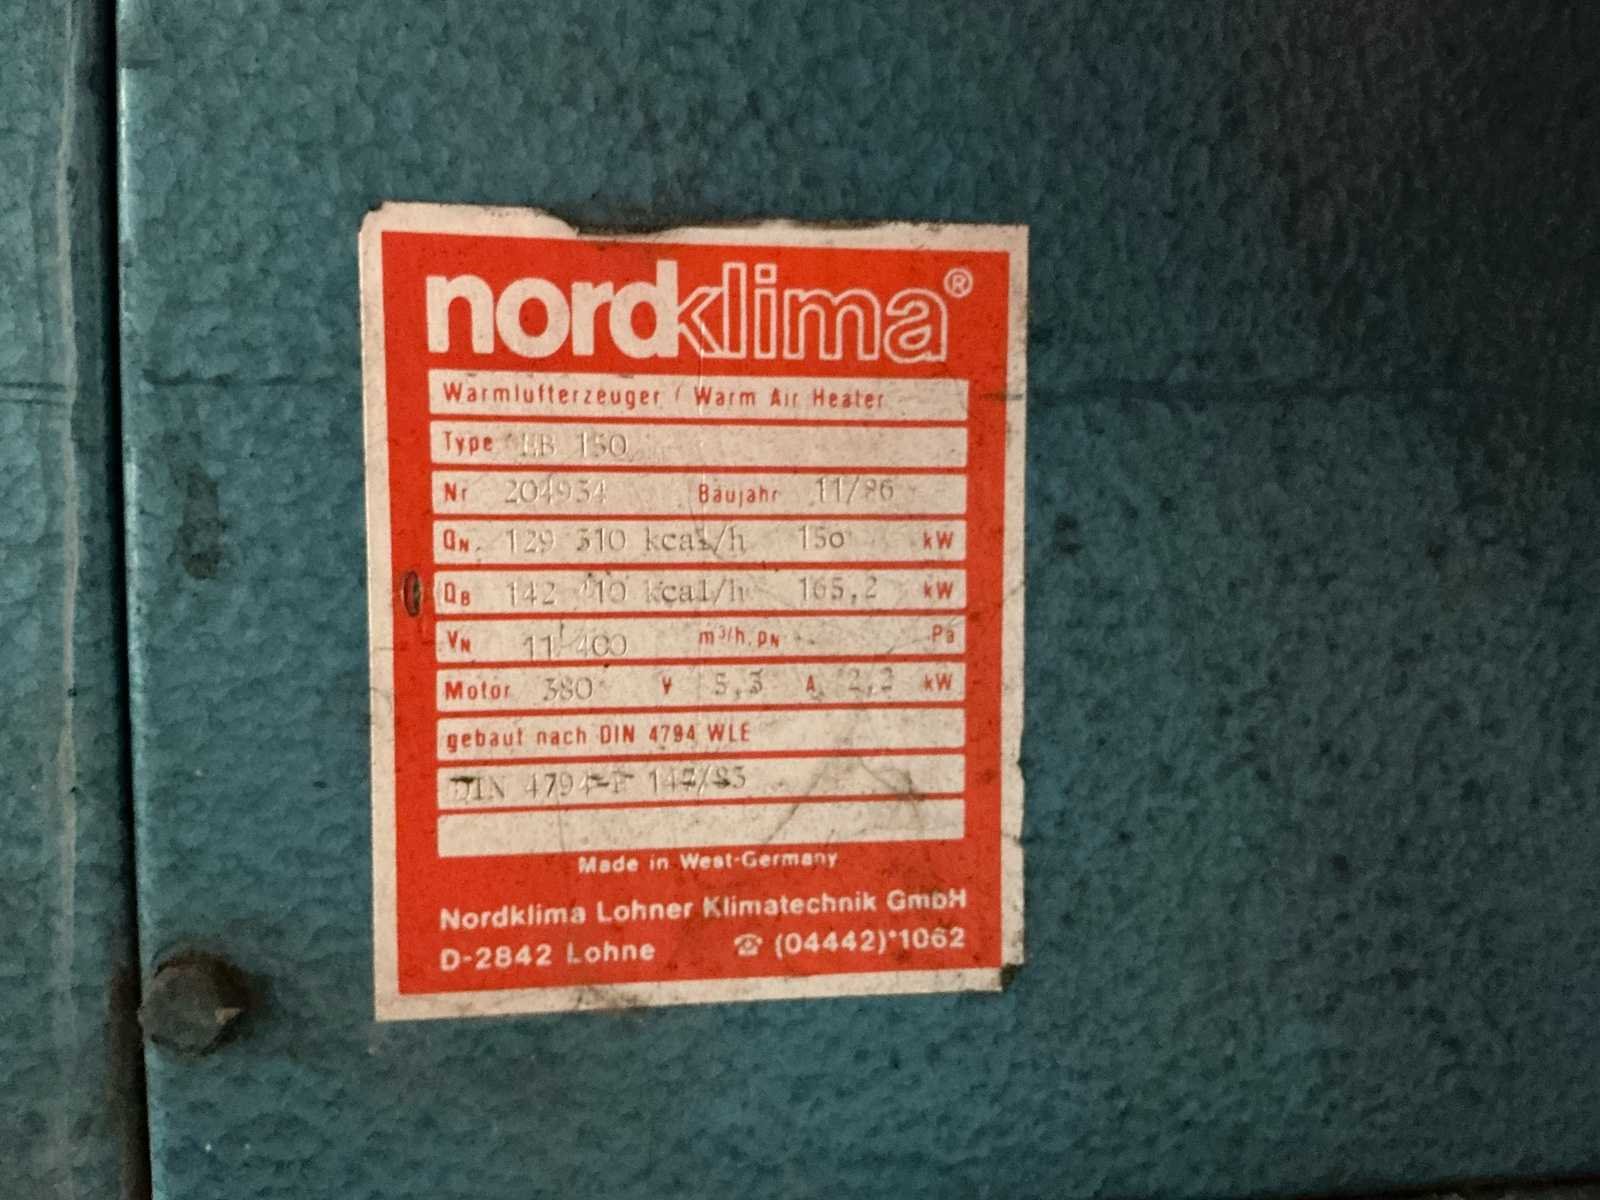 nordklima®
Warmlufterzeuger / Warm Air Heater
Type 150
Nr 204934 Baujahr 11/86
QN. 129 310 kcal/h 150 kW
QB 142 410 kcal/h 165,2 kW
VN 11 400 m³/h. pN Pa
Motor 380 V 5,3 A 2,2 kW
gebaut nach DIN 4794 WLE
DIN
Made in West-Germany
Nordklima Lohner Klimatechnik GmbH
D-2842 Lohne ☎ (04442)*1062